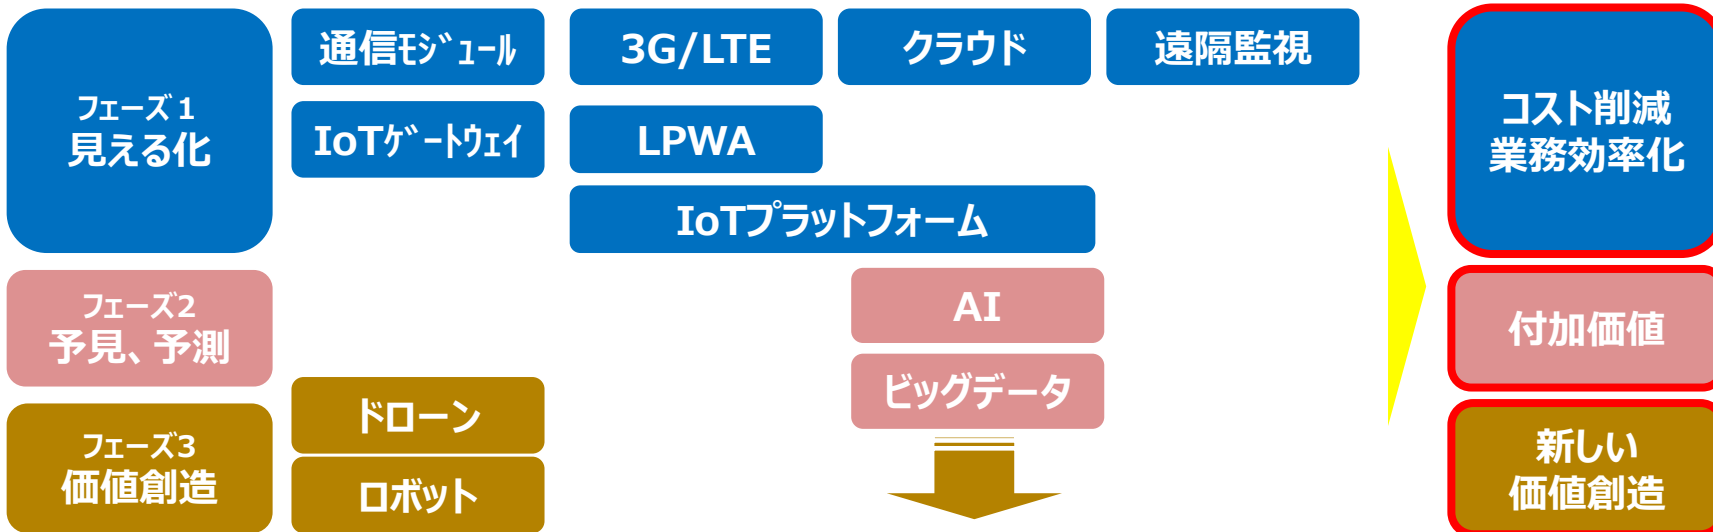 フェーズ1
見える化
通信ﾓｼﾞｭｰﾙ
3G/LTE
クラウド
遠隔監視
IoTｹﾞｰﾄｳｪｲ
LPWA
IoTプラットフォーム
コスト削減
業務効率化
フェーズ2
予見、予測
AI
ビッグデータ
付加価値
フェーズ3
価値創造
ドローン
ロボット
新しい
価値創造